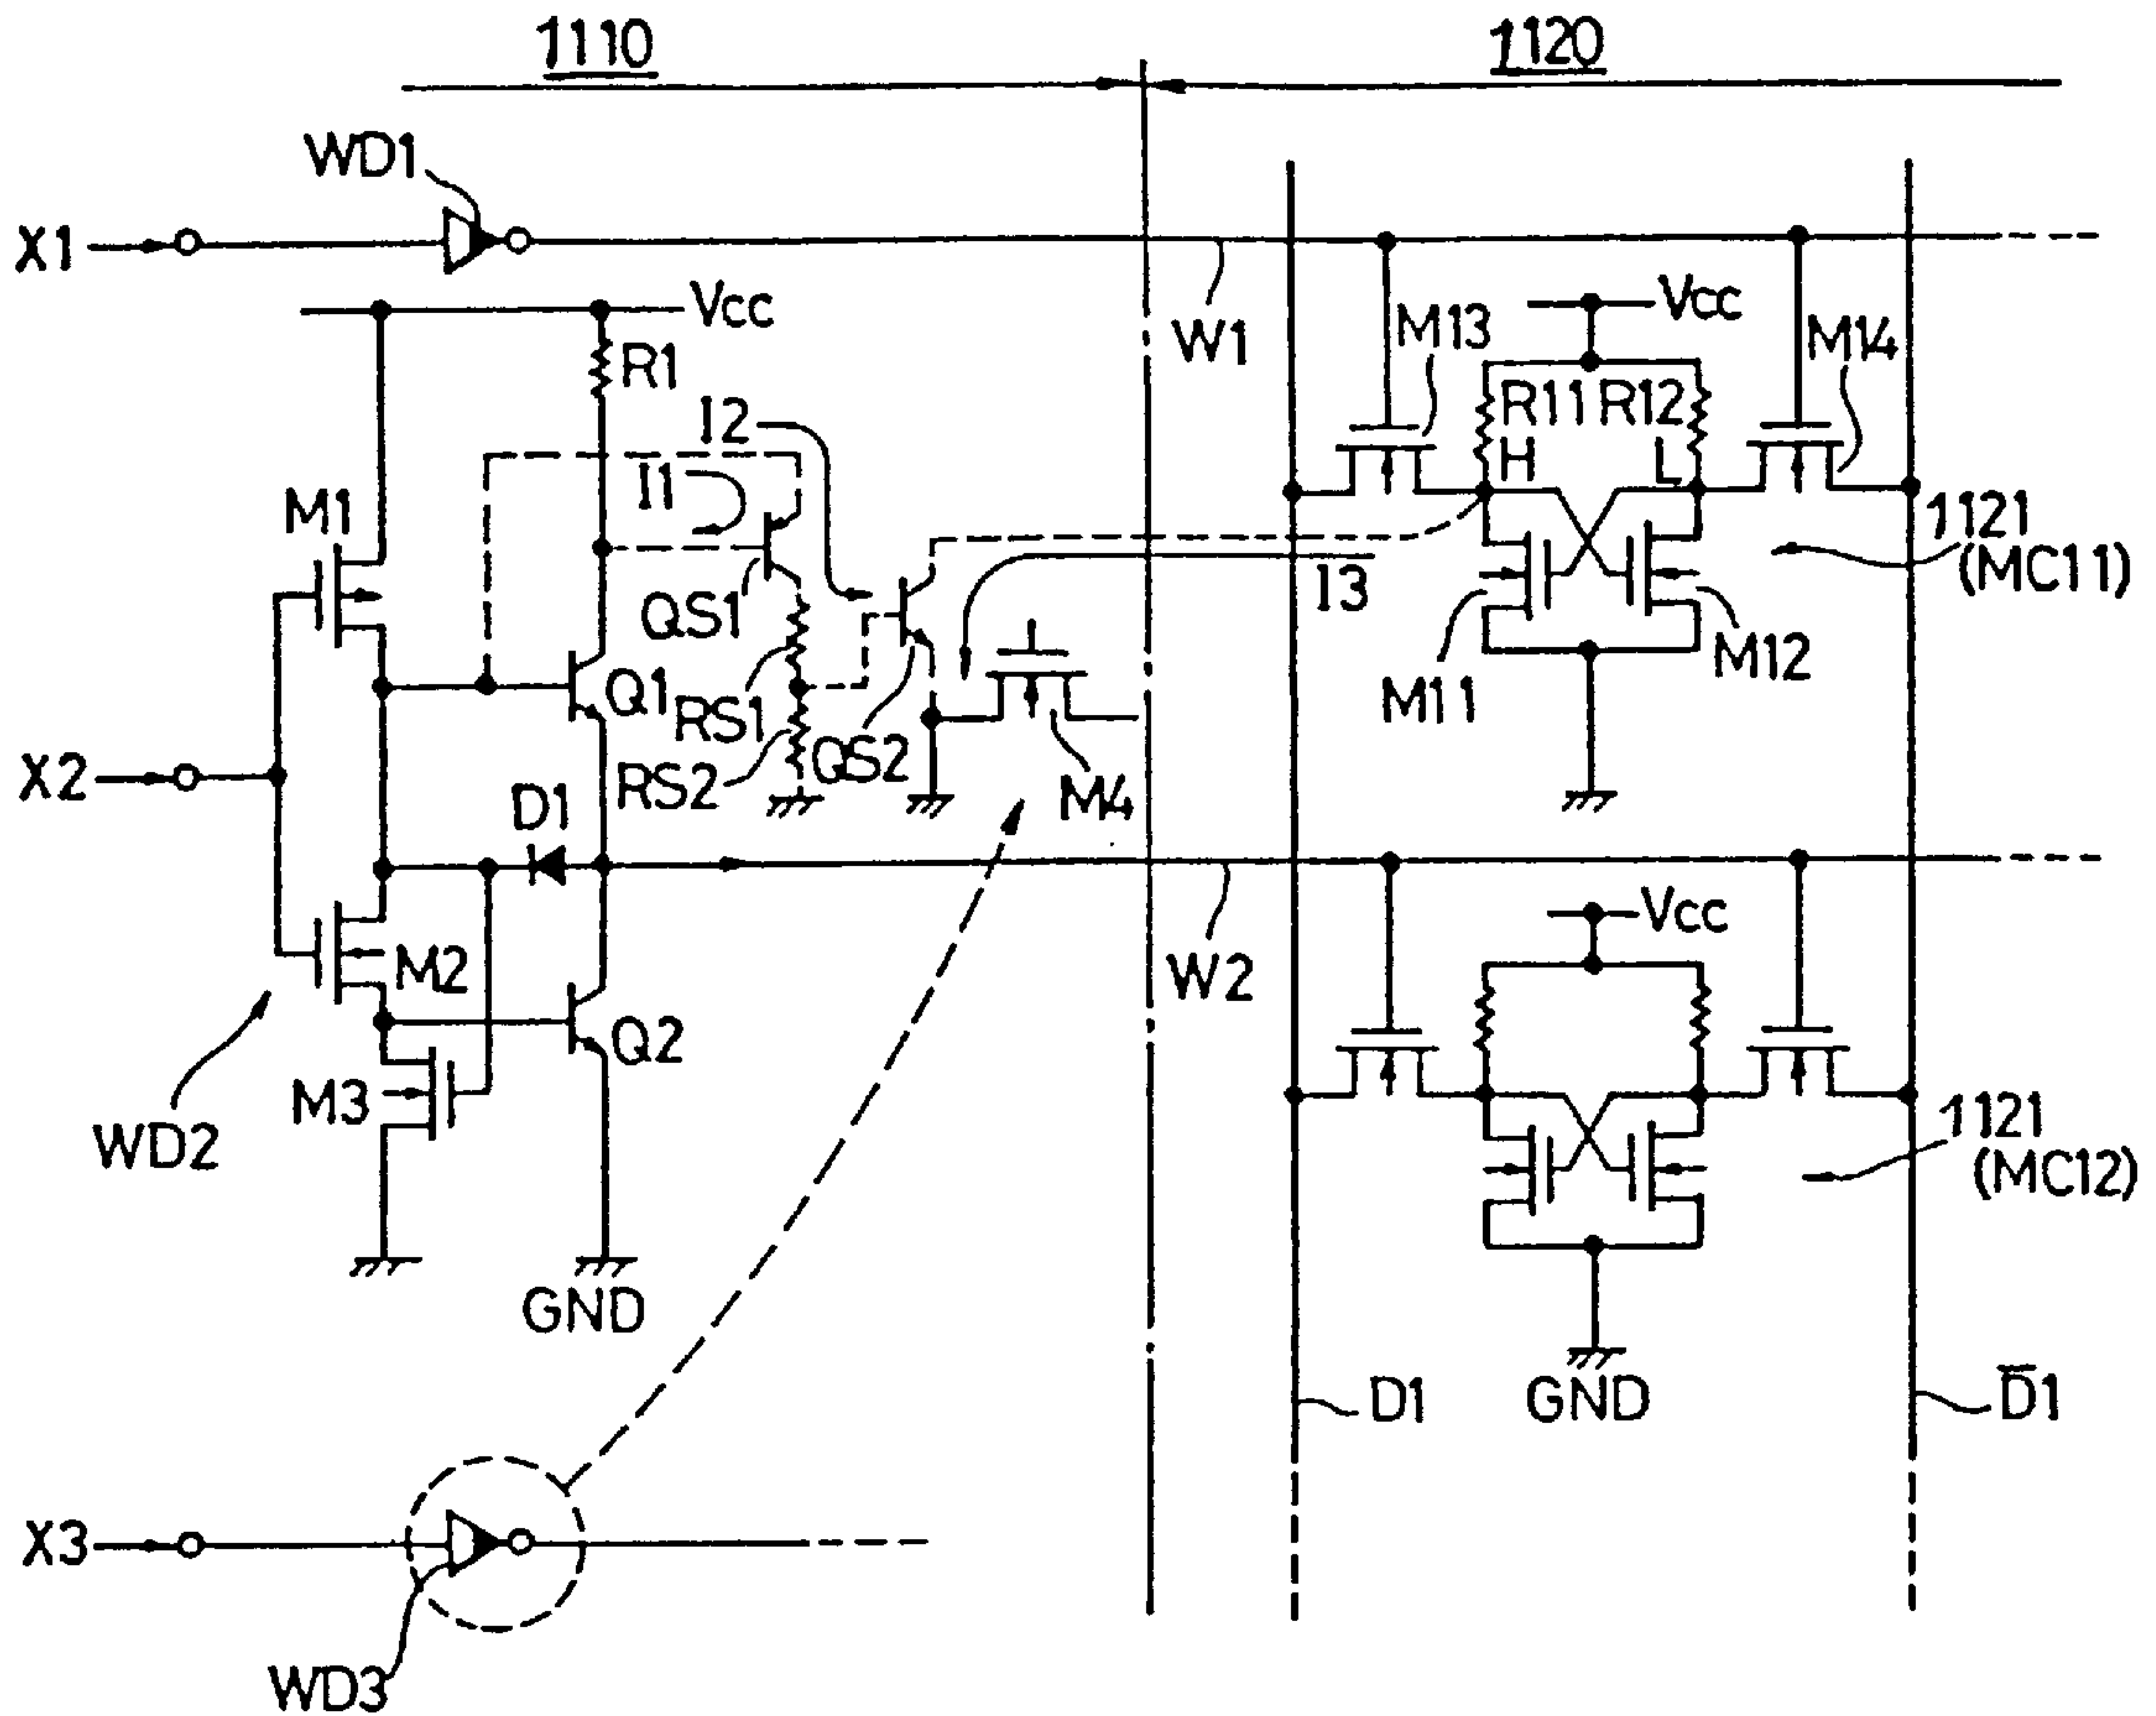 1110
1120
WD1
X1
Vcc
W1
M13
Vcc
M14
R1
I2
R11
R12
H
L
I1
M1
1121
(MC11)
QS1
I3
M11
M12
Q1
RS1
RS2
QS2
M4
X2
D1
Vcc
W2
M2
Q2
M3
WD2
1121
(MC12)
GND
D1
GND
D̅1
X3
WD3